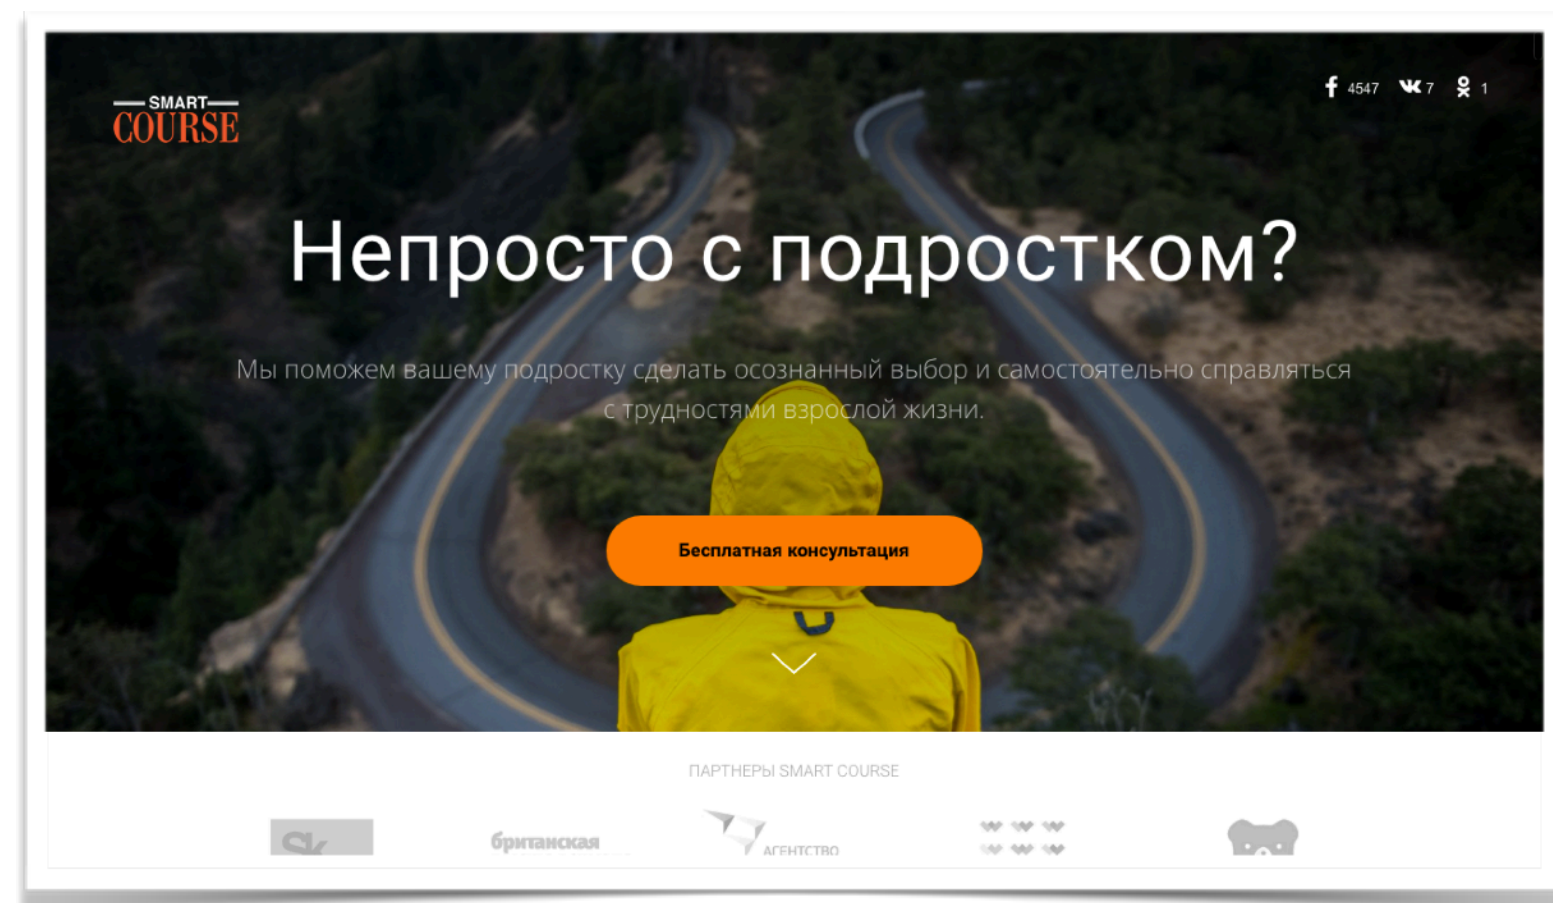 SMART
COURSE
4547 7 1
Непросто с подростком?
Мы поможем вашему подростку сделать осознанный выбор и самостоятельно справляться
с трудностями взрослой жизни.
Бесплатная консультация
ПАРТНЕРЫ SMART COURSE
Sk
британская
АГЕНТСТВО